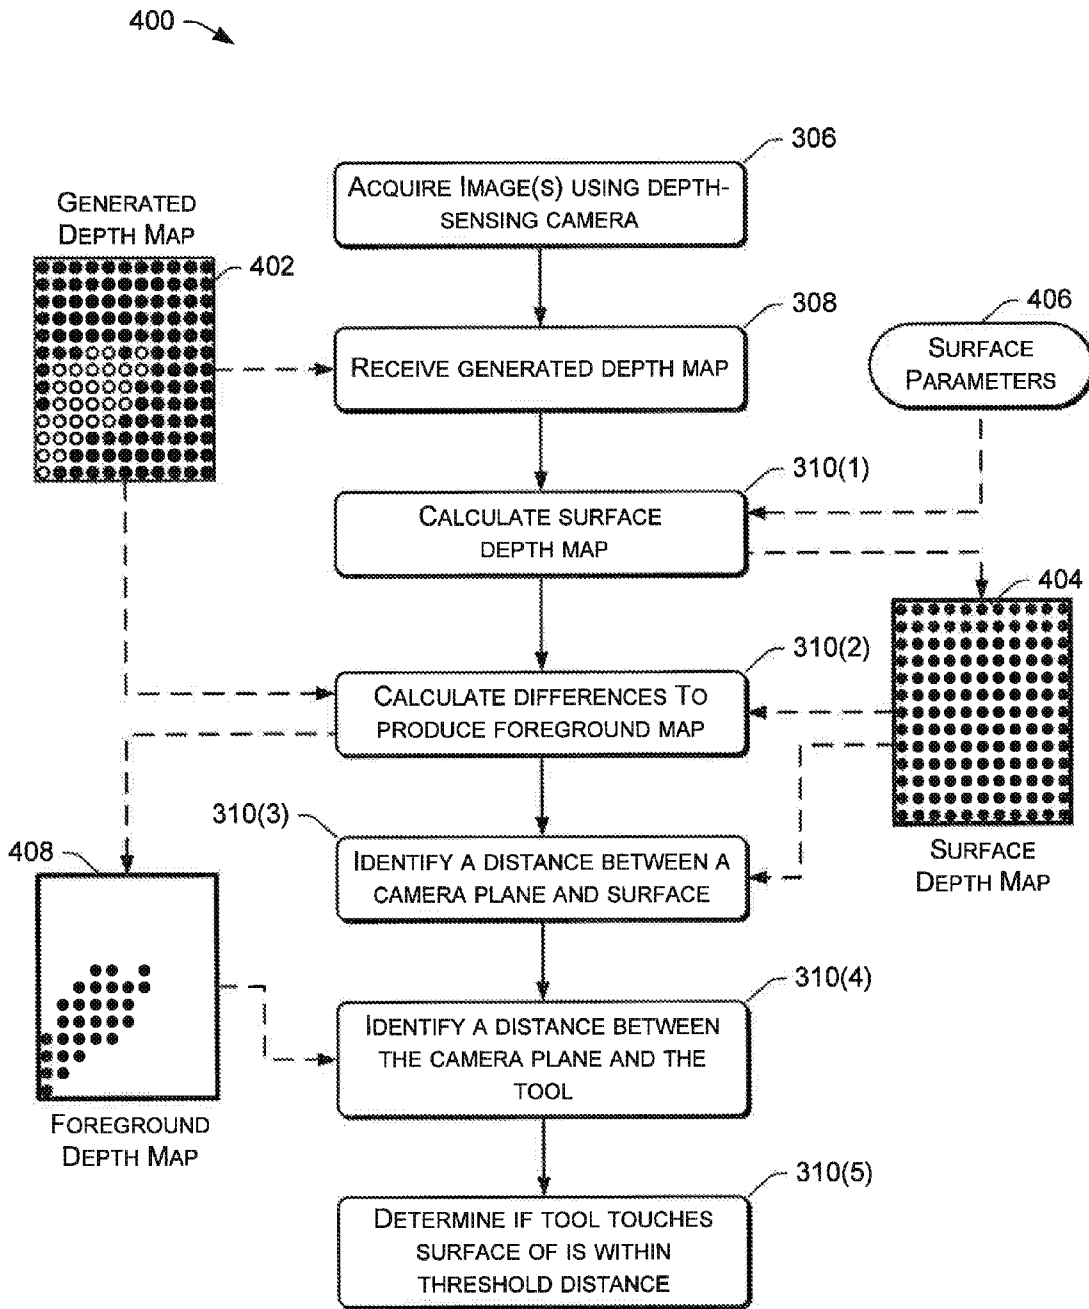 400
306
ACQUIRE IMAGE(S) USING DEPTH-
SENSING CAMERA
GENERATED
DEPTH MAP
402
308
RECEIVE GENERATED DEPTH MAP
406
SURFACE
PARAMETERS
310(1)
CALCULATE SURFACE
DEPTH MAP
404
310(2)
CALCULATE DIFFERENCES TO
PRODUCE FOREGROUND MAP
310(3)
IDENTIFY A DISTANCE BETWEEN A
CAMERA PLANE AND SURFACE
SURFACE
DEPTH MAP
408
310(4)
IDENTIFY A DISTANCE BETWEEN
THE CAMERA PLANE AND THE
TOOL
FOREGROUND
DEPTH MAP
310(5)
DETERMINE IF TOOL TOUCHES
SURFACE OF IS WITHIN
THRESHOLD DISTANCE